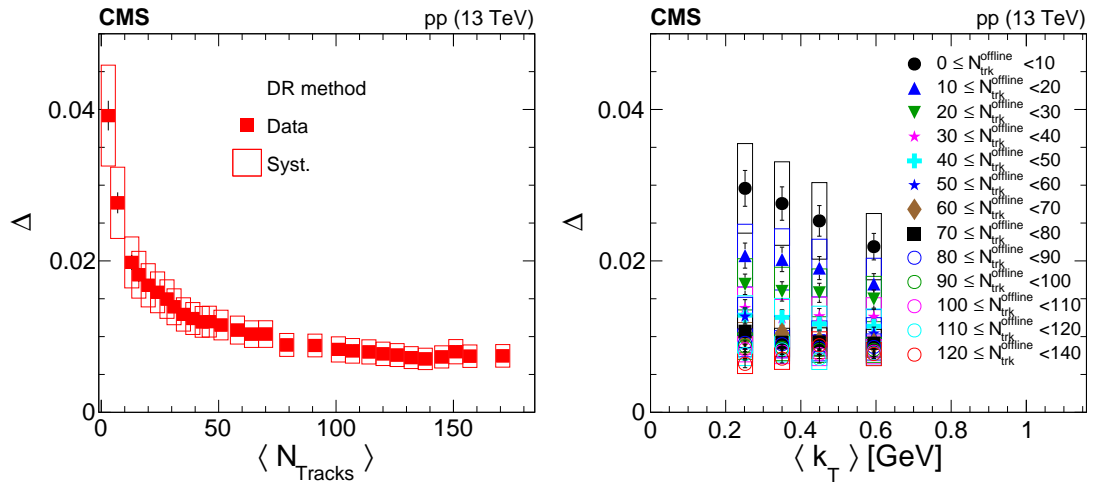 CMS pp (13 TeV)
Δ
0.04
0.02
0
DR method
Data
Syst.
0 50 100 150
⟨ N_Tracks ⟩
CMS pp (13 TeV)
Δ
0.04
0.02
0
0 ≤ N_trk^offline <10
10 ≤ N_trk^offline <20
20 ≤ N_trk^offline <30
30 ≤ N_trk^offline <40
40 ≤ N_trk^offline <50
50 ≤ N_trk^offline <60
60 ≤ N_trk^offline <70
70 ≤ N_trk^offline <80
80 ≤ N_trk^offline <90
90 ≤ N_trk^offline <100
100 ≤ N_trk^offline <110
110 ≤ N_trk^offline <120
120 ≤ N_trk^offline <140
0 0.2 0.4 0.6 0.8 1
⟨ k_T ⟩ [GeV]